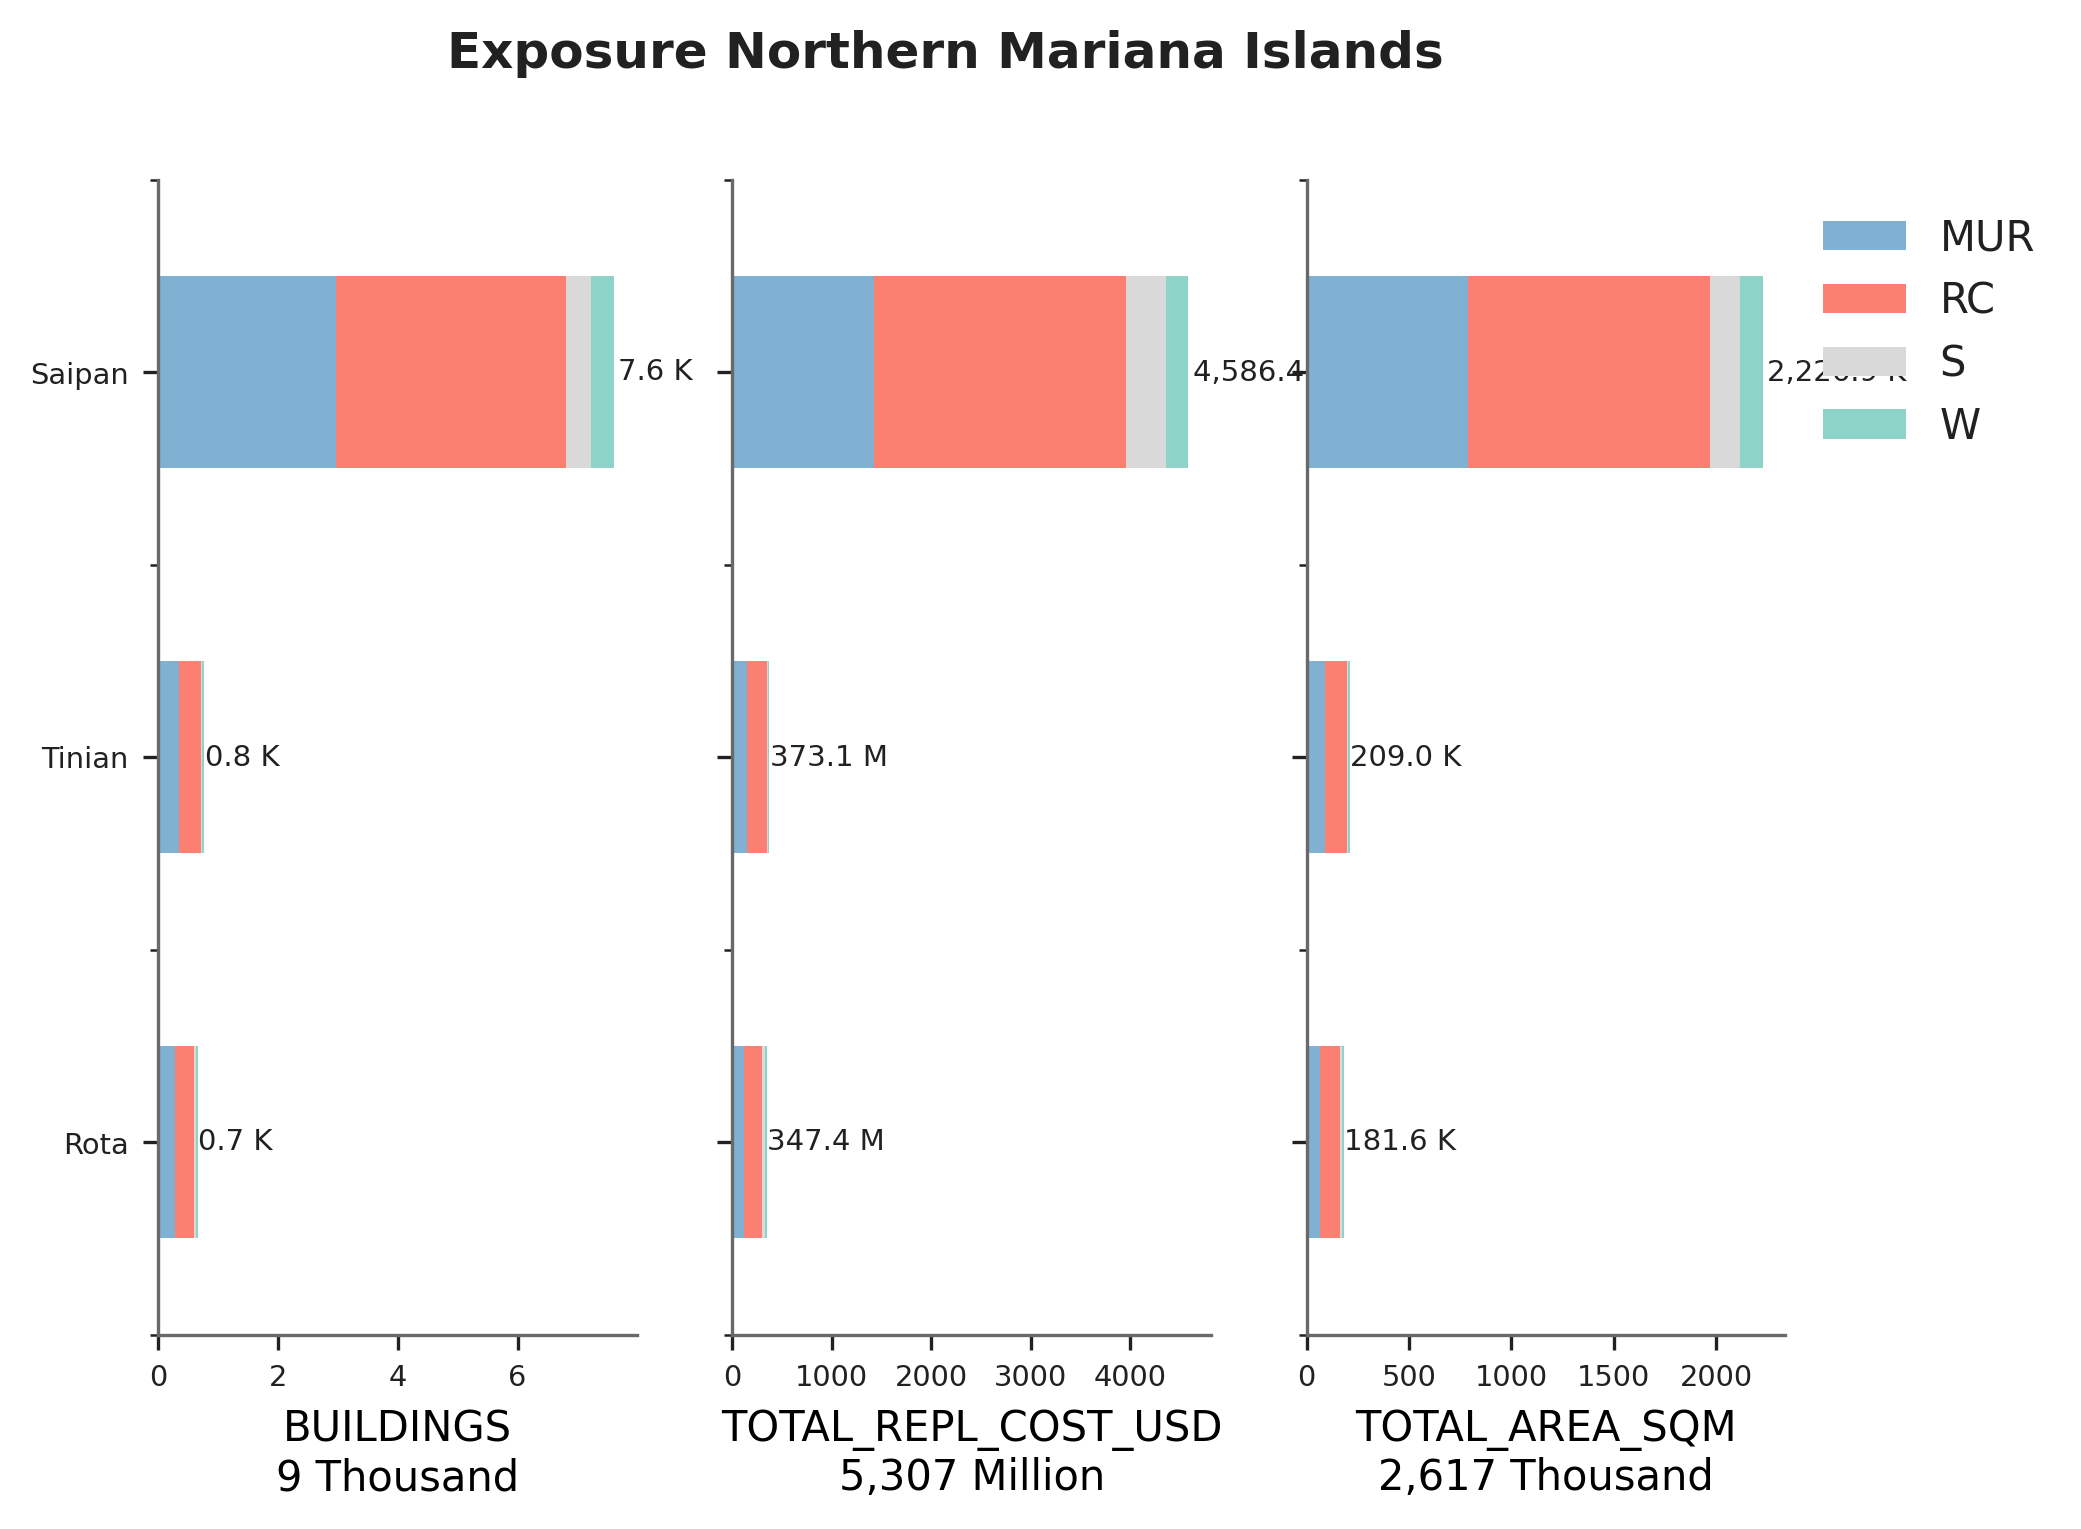 Exposure Northern Mariana Islands
MUR
RC
S
W
Saipan
7.6 K
4,586.4
Tinian
0.8 K
373.1 M
209.0 K
Rota
0.7 K
347.4 M
181.6 K
0 2 4 6
0 1000 2000 3000 4000
0 500 1000 1500 2000
BUILDINGS
9 Thousand
TOTAL_REPL_COST_USD
5,307 Million
TOTAL_AREA_SQM
2,617 Thousand